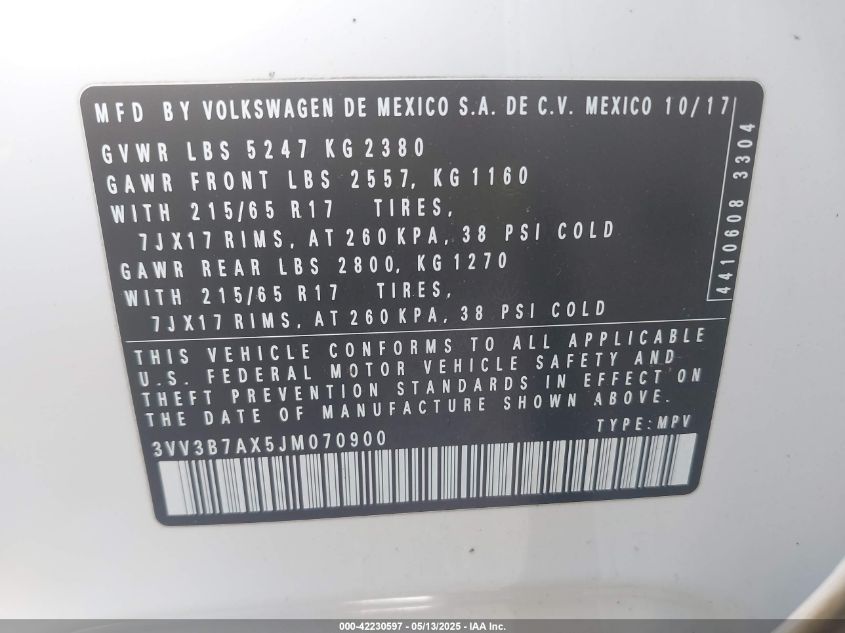 MFD BY VOLKSWAGEN DE MEXICO S.A. DE C.V. MEXICO 10/17
GVWR LBS 5247 KG 2380
GAWR FRONT LBS 2557, KG 1160
WITH 215/65 R17 TIRES,
7JX17 RIMS, AT 260 KPA, 38 PSI COLD
GAWR REAR LBS 2800, KG 1270
WITH 215/65 R17 TIRES,
7JX17 RIMS, AT 260 KPA, 38 PSI COLD
4410608 3304
THIS VEHICLE CONFORMS TO ALL APPLICABLE
U.S. FEDERAL MOTOR VEHICLE SAFETY AND
THEFT PREVENTION STANDARDS IN EFFECT ON
THE DATE OF MANUFACTURE SHOWN ABOVE.
3VV3B7AX5JM070900
TYPE: MPV
000-42230597 - 05/13/2025 - IAA Inc.